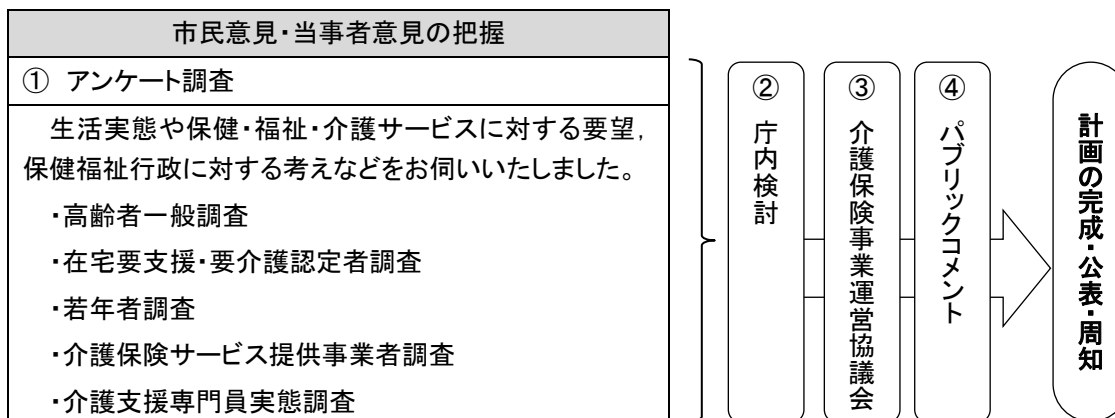 市民意見・当事者意見の把握
① アンケート調査
生活実態や保健・福祉・介護サービスに対する要望，
保健福祉行政に対する考えなどをお伺いいたしました。
・高齢者一般調査
・在宅要支援・要介護認定者調査
・若年者調査
・介護保険サービス提供事業者調査
・介護支援専門員実態調査
②
庁内検討
③
介護保険事業運営協議会
④
パブリックコメント
計画の完成・公表・周知